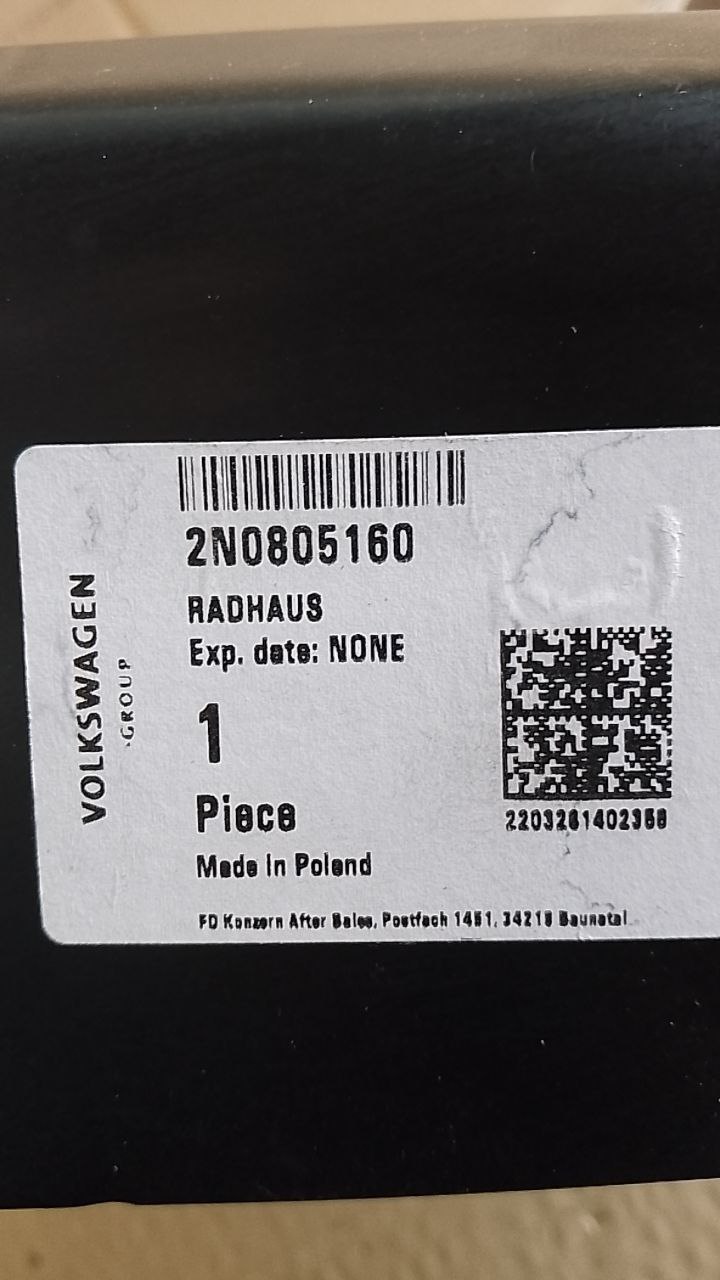 VOLKSWAGEN
GROUP
2N0805160
RADHAUS
Exp. date: NONE
1
Piece
Made in Poland
2203281402358
FD Konzern After Sales, Postfach 1451, 34218 Baunatal